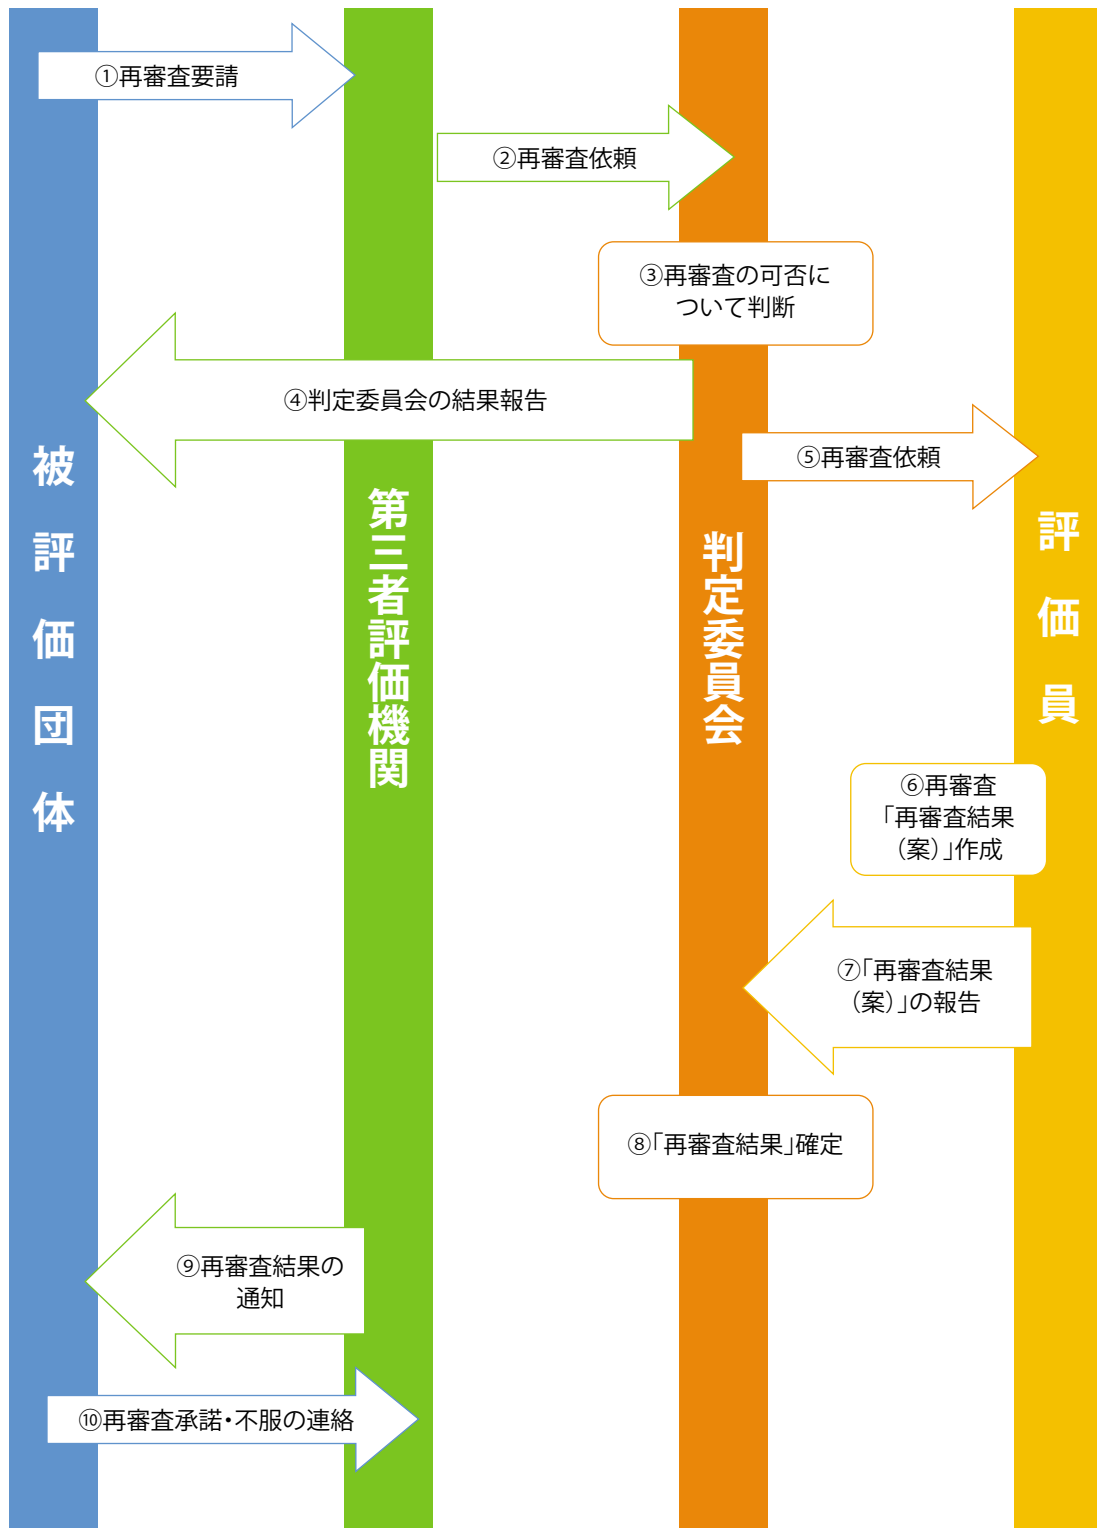 ①再審査要請
②再審査依頼
③再審査の可否に
ついて判断
④判定委員会の結果報告
⑤再審査依頼
被評価団体
第三者評価機関
判定委員会
評価員
⑥再審査
「再審査結果
（案）」作成
⑦「再審査結果
（案）」の報告
⑧「再審査結果」確定
⑨再審査結果の
通知
⑩再審査承諾・不服の連絡